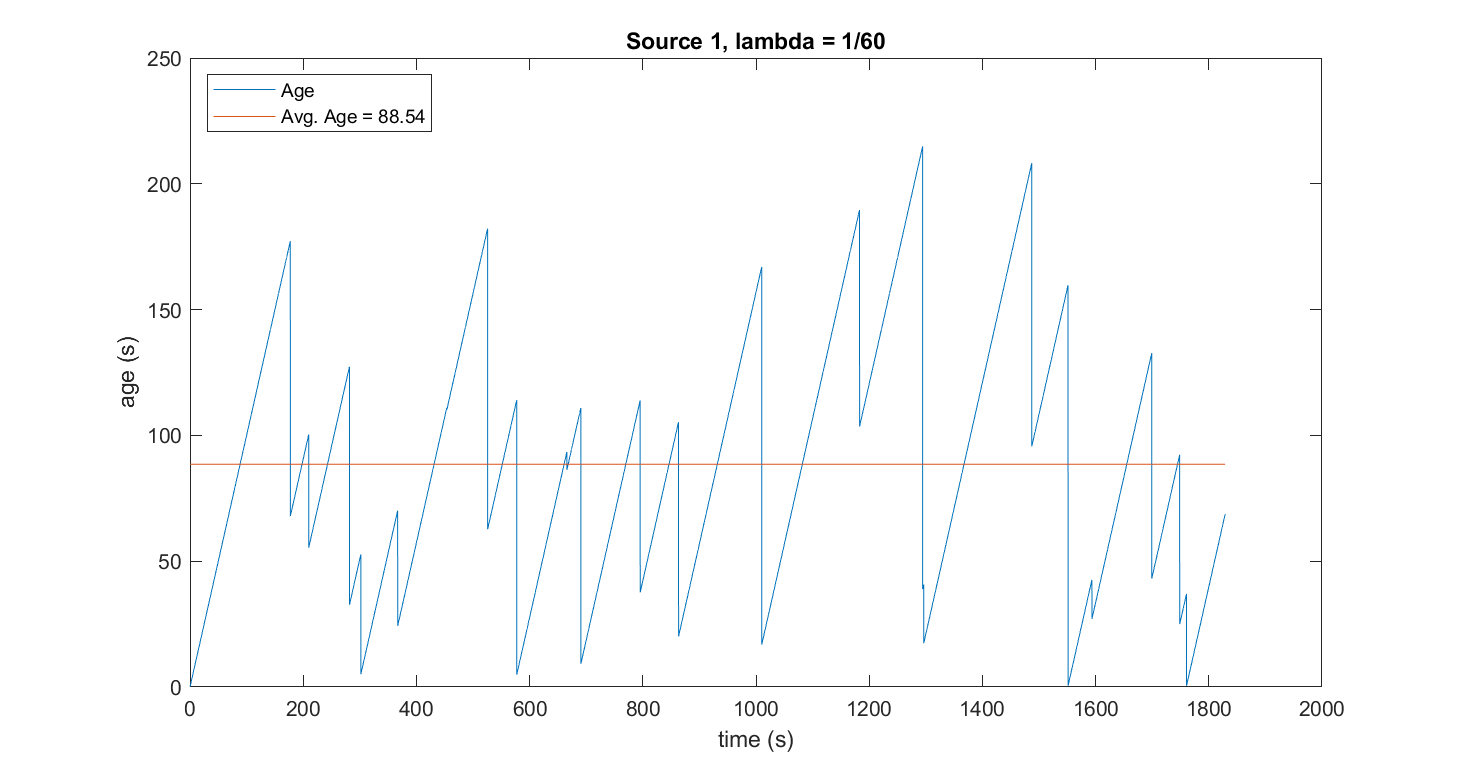 Source 1, lambda = 1/60
250
Age
Avg. Age = 88.54
200
150
100
50
0
age (s)
0 200 400 600 800 1000 1200 1400 1600 1800 2000
time (s)